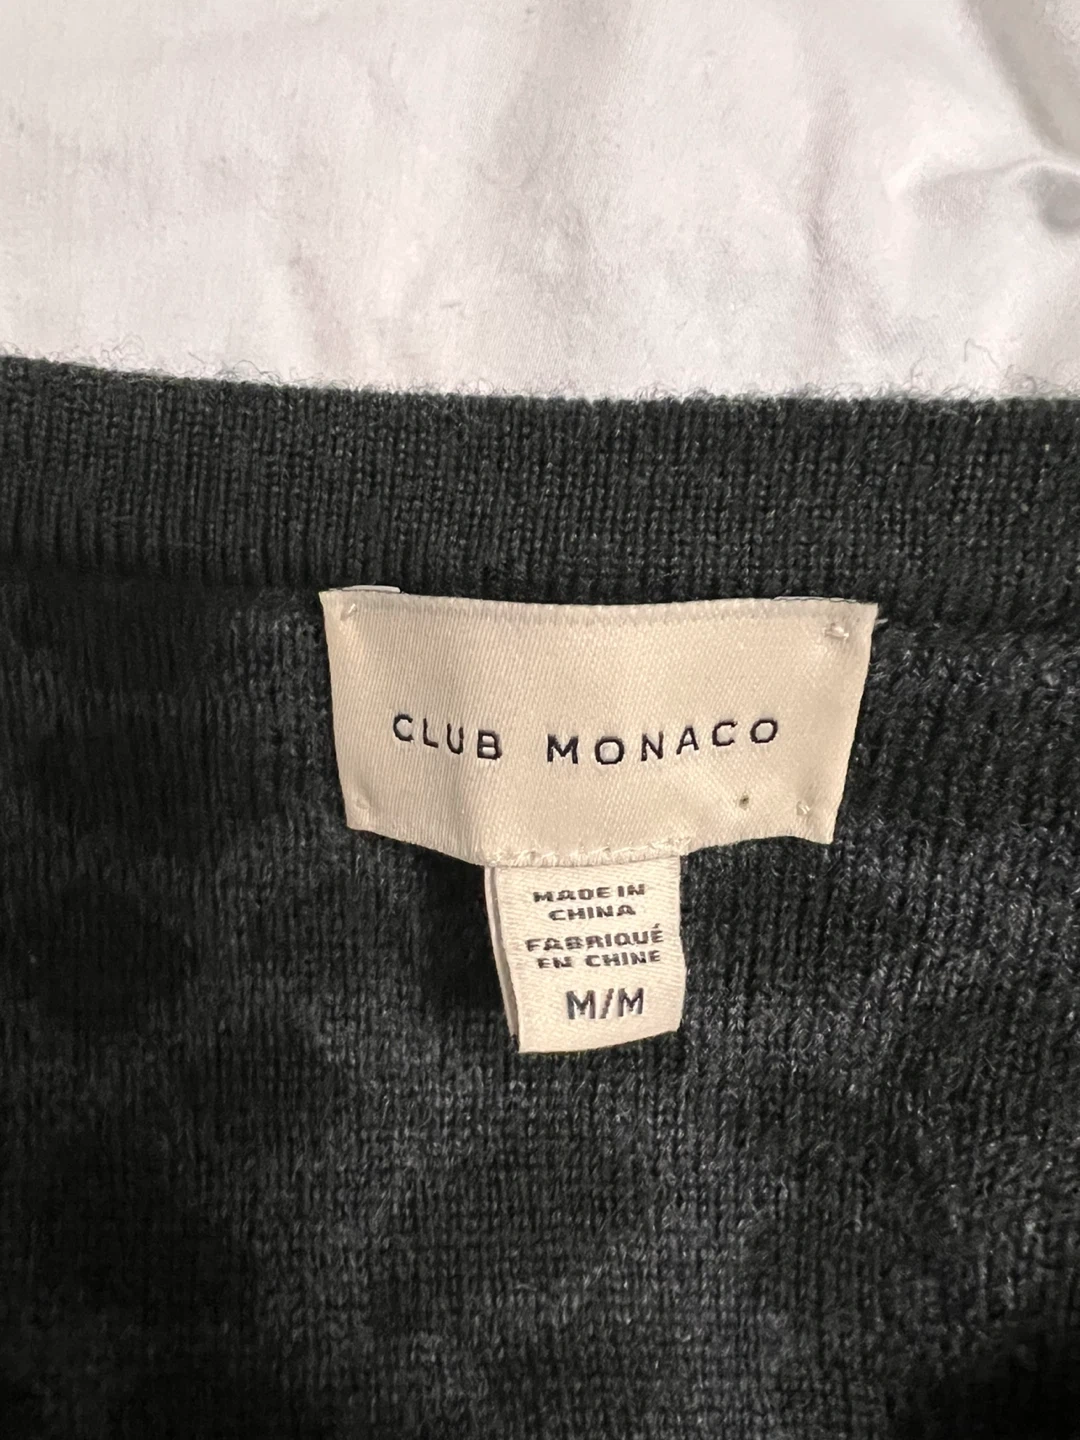 CLUB MONACO
MADE IN
CHINA
FABRIQUÉ
EN CHINE
M/M